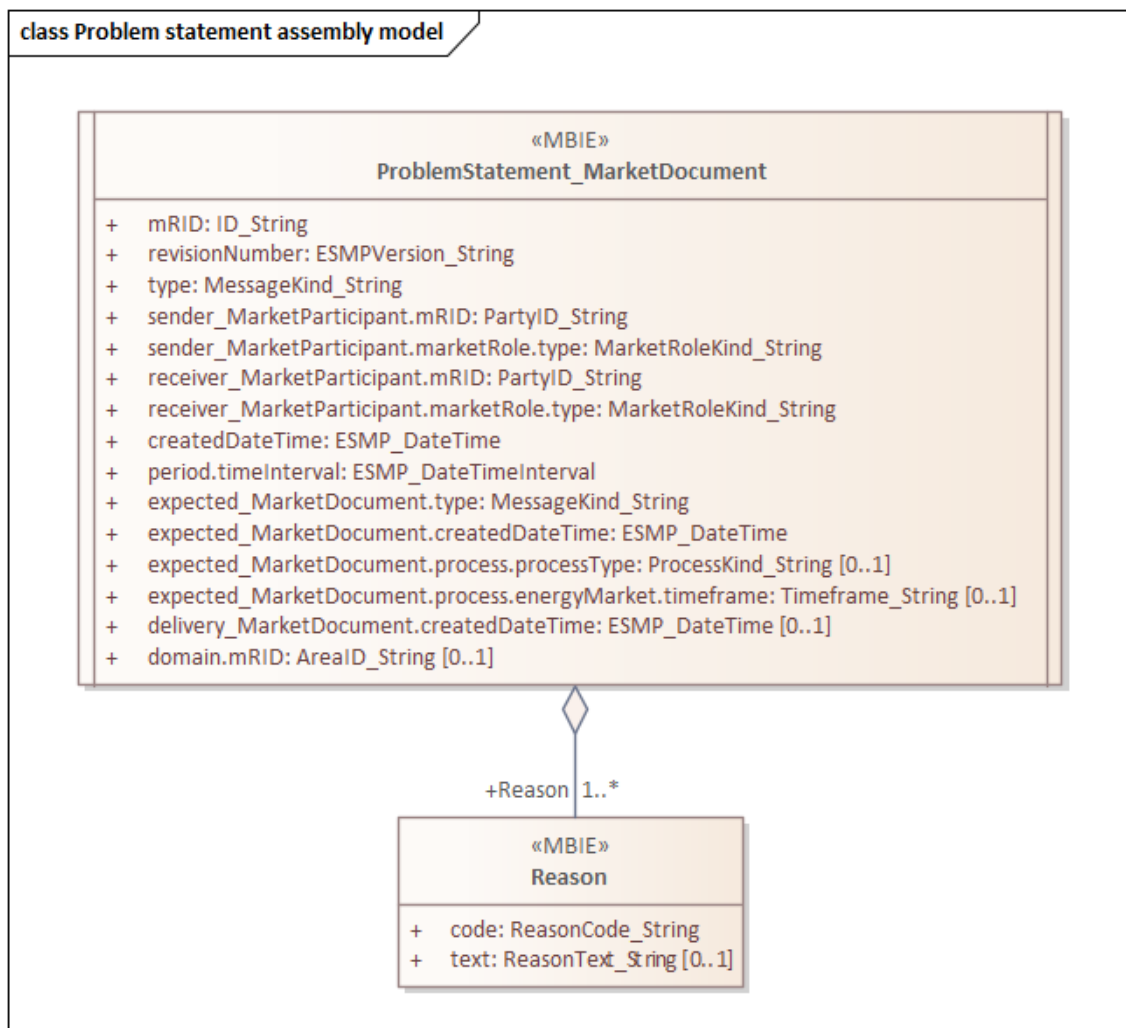 class Problem statement assembly model
«MBIE»
ProblemStatement_MarketDocument
+ mRID: ID_String
+ revisionNumber: ESMPVersion_String
+ type: MessageKind_String
+ sender_MarketParticipant.mRID: PartyID_String
+ sender_MarketParticipant.marketRole.type: MarketRoleKind_String
+ receiver_MarketParticipant.mRID: PartyID_String
+ receiver_MarketParticipant.marketRole.type: MarketRoleKind_String
+ createdDateTime: ESMP_DateTime
+ period.timeInterval: ESMP_DateTimeInterval
+ expected_MarketDocument.type: MessageKind_String
+ expected_MarketDocument.createdDateTime: ESMP_DateTime
+ expected_MarketDocument.process.processType: ProcessKind_String [0..1]
+ expected_MarketDocument.process.energyMarket.timeframe: Timeframe_String [0..1]
+ delivery_MarketDocument.createdDateTime: ESMP_DateTime [0..1]
+ domain.mRID: AreaID_String [0..1]
+Reason 1..*
«MBIE»
Reason
+ code: ReasonCode_String
+ text: ReasonText_String [0..1]